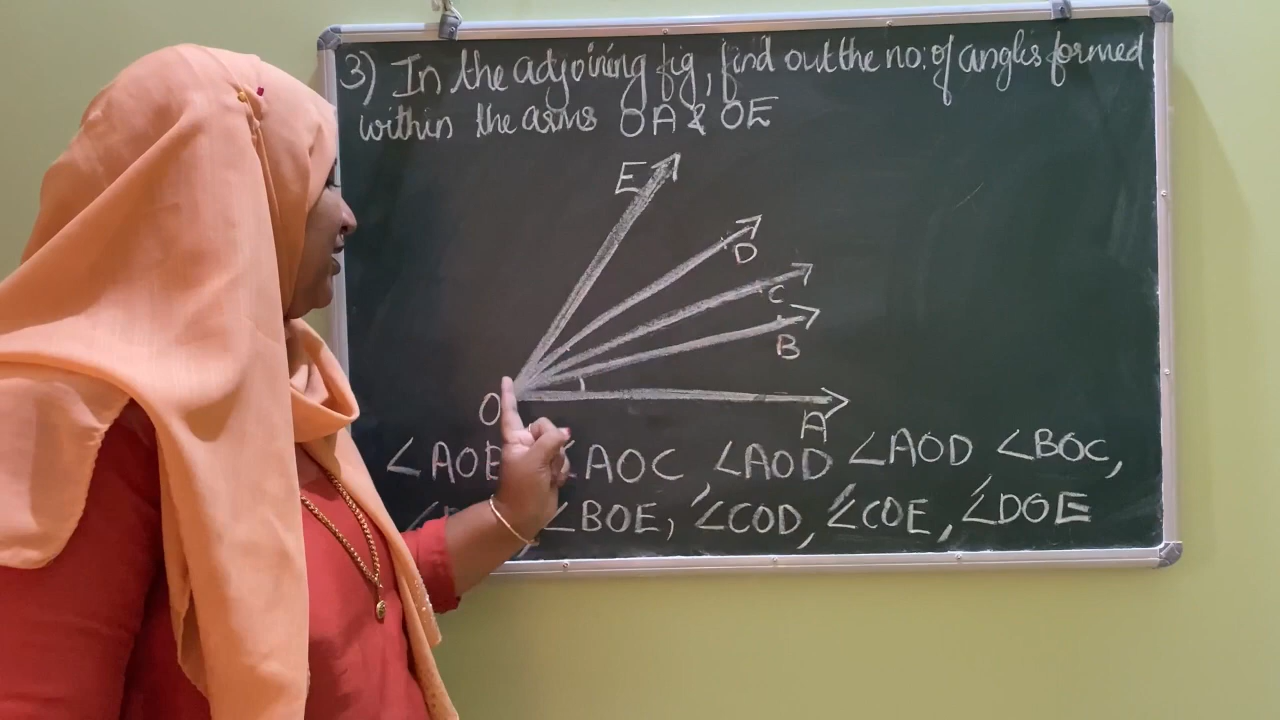 3) In the adjoining fig, find out the no: of angles formed
within the arms OA & OE
E
D
C
B
O
A
∠AOB ∠AOC, ∠AOD ∠AOD ∠BOC,
∠BOE, ∠COD, ∠COE, ∠DOE